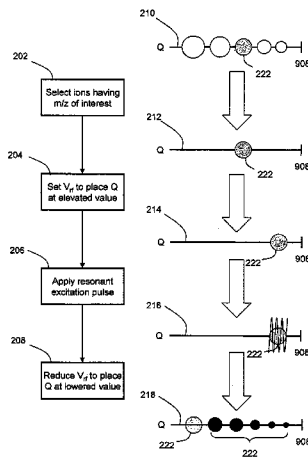 202
Select ions having
m/z of interest
204
Set Vrf to place Q
at elevated value
206
Apply resonant
excitation pulse
208
Reduce Vrf to place
Q at lowered value
210
Q
222
908
212
Q
222
908
214
Q
222
908
216
Q
222
908
218
Q
222
222
908